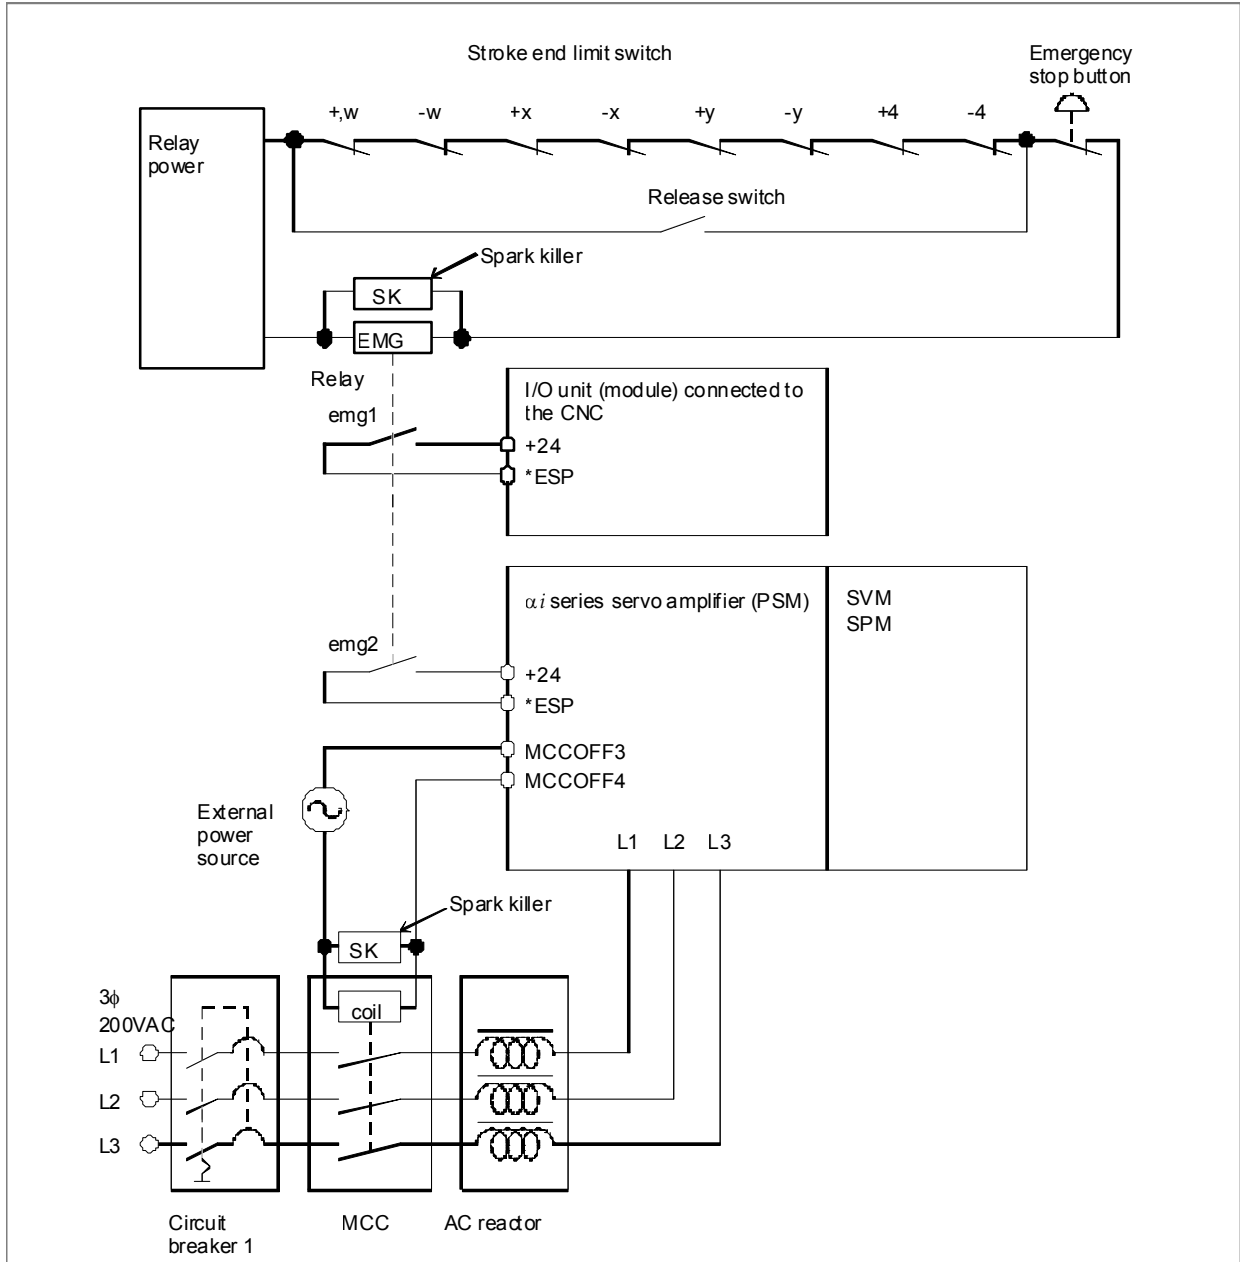 Stroke end limit switch
Emergency
stop button
+,w
-w
+x
-x
+y
-y
+4
-4
Relay
power
Release switch
Spark killer
SK
EMG
Relay
I/O unit (module) connected to
the CNC
emg1
+24
*ESP
αi series servo amplifier (PSM)
SVM
SPM
emg2
+24
*ESP
MCCOFF3
MCCOFF4
External
power
source
L1
L2
L3
Spark killer
SK
coil
3ϕ
200VAC
L1
L2
L3
Circuit
breaker 1
MCC
AC reactor